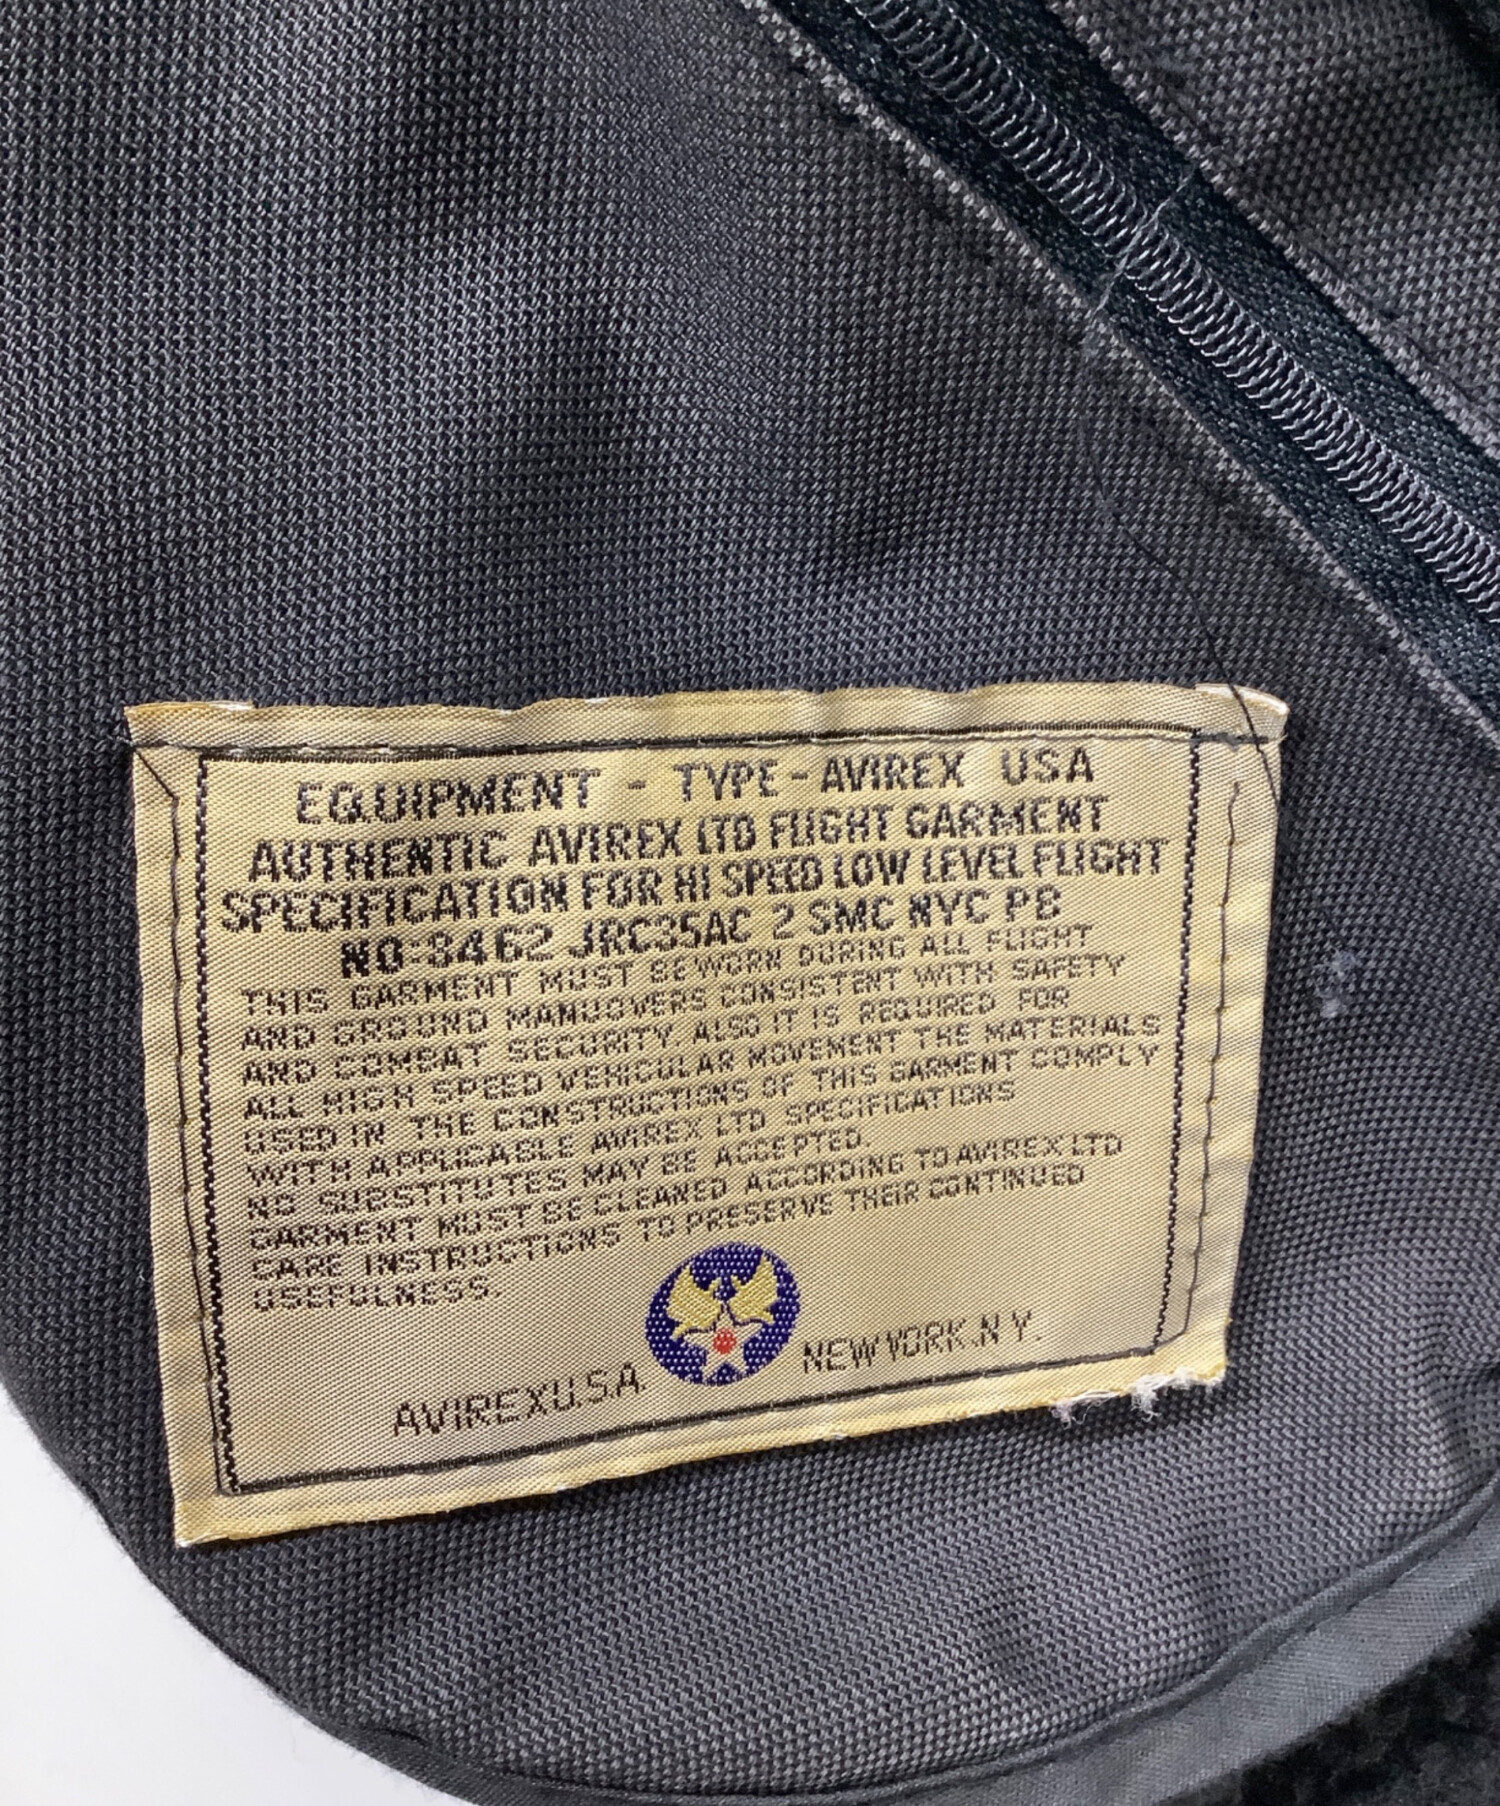 EQUIPMENT - TYPE - AVIREX USA
AUTHENTIC AVIREX LTD FLIGHT GARMENT
SPECIFICATION FOR HI SPEED LOW LEVEL FLIGHT
NO:3462 JRC35AC 2 SMC NYC PB
THIS GARMENT MUST BE WORN DURING ALL FLIGHT
AND GROUND MANUOVERS CONSISTENT WITH SAFETY
AND COMBAT SECURITY. ALSO IT IS REQUIRED FOR
ALL HIGH SPEED VEHICULAR MOVEMENT THE MATERIALS
USED IN THE CONSTRUCTIONS OF THIS GARMENT COMPLY
WITH APPLICABLE AVIREX LTD SPECIFICATIONS
NO SUBSTITUTES MAY BE ACCEPTED.
GARMENT MUST BE CLEANED ACCORDING TO AVIREX LTD
CARE INSTRUCTIONS TO PRESERVE THEIR CONTINUED
USEFULNESS.
AVIREX U.S.A. NEW YORK. N Y.